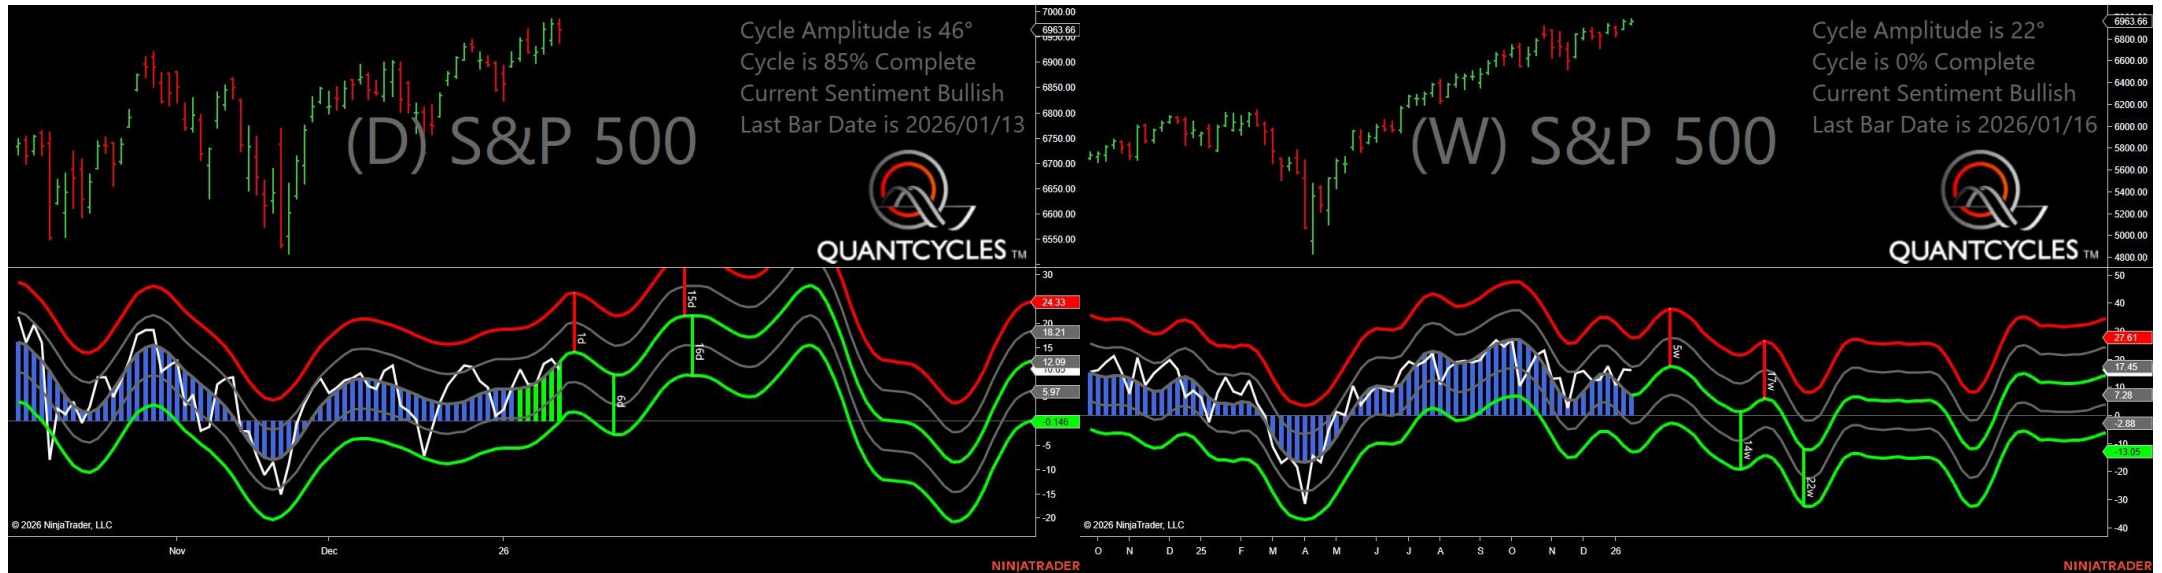 Cycle Amplitude is 46°
Cycle is 85% Complete
Current Sentiment Bullish
Last Bar Date is 2026/01/13
(D) S&P 500
QUANTCYCLES TM
7000.00
6963.66
6950.00
6900.00
6850.00
6800.00
6750.00
6700.00
6650.00
6600.00
6550.00
30
24.33
20
18.21
15
12.09
10.05
5.97
-0.146
-5
-10
-15
-20
1d
6d
15d
16d
© 2026 NinjaTrader, LLC
Nov Dec 26
NINJATRADER
Cycle Amplitude is 22°
Cycle is 0% Complete
Current Sentiment Bullish
Last Bar Date is 2026/01/16
(W) S&P 500
QUANTCYCLES TM
6963.66
6800.00
6600.00
6400.00
6200.00
6000.00
5800.00
5600.00
5400.00
5200.00
5000.00
4800.00
50
40
27.61
17.45
10
7.28
0
-2.88
-13.05
-20
-30
-40
5w
14w
17w
22w
© 2026 NinjaTrader, LLC
O N D 25 F M A M J J A S O N D 26
NINJATRADER